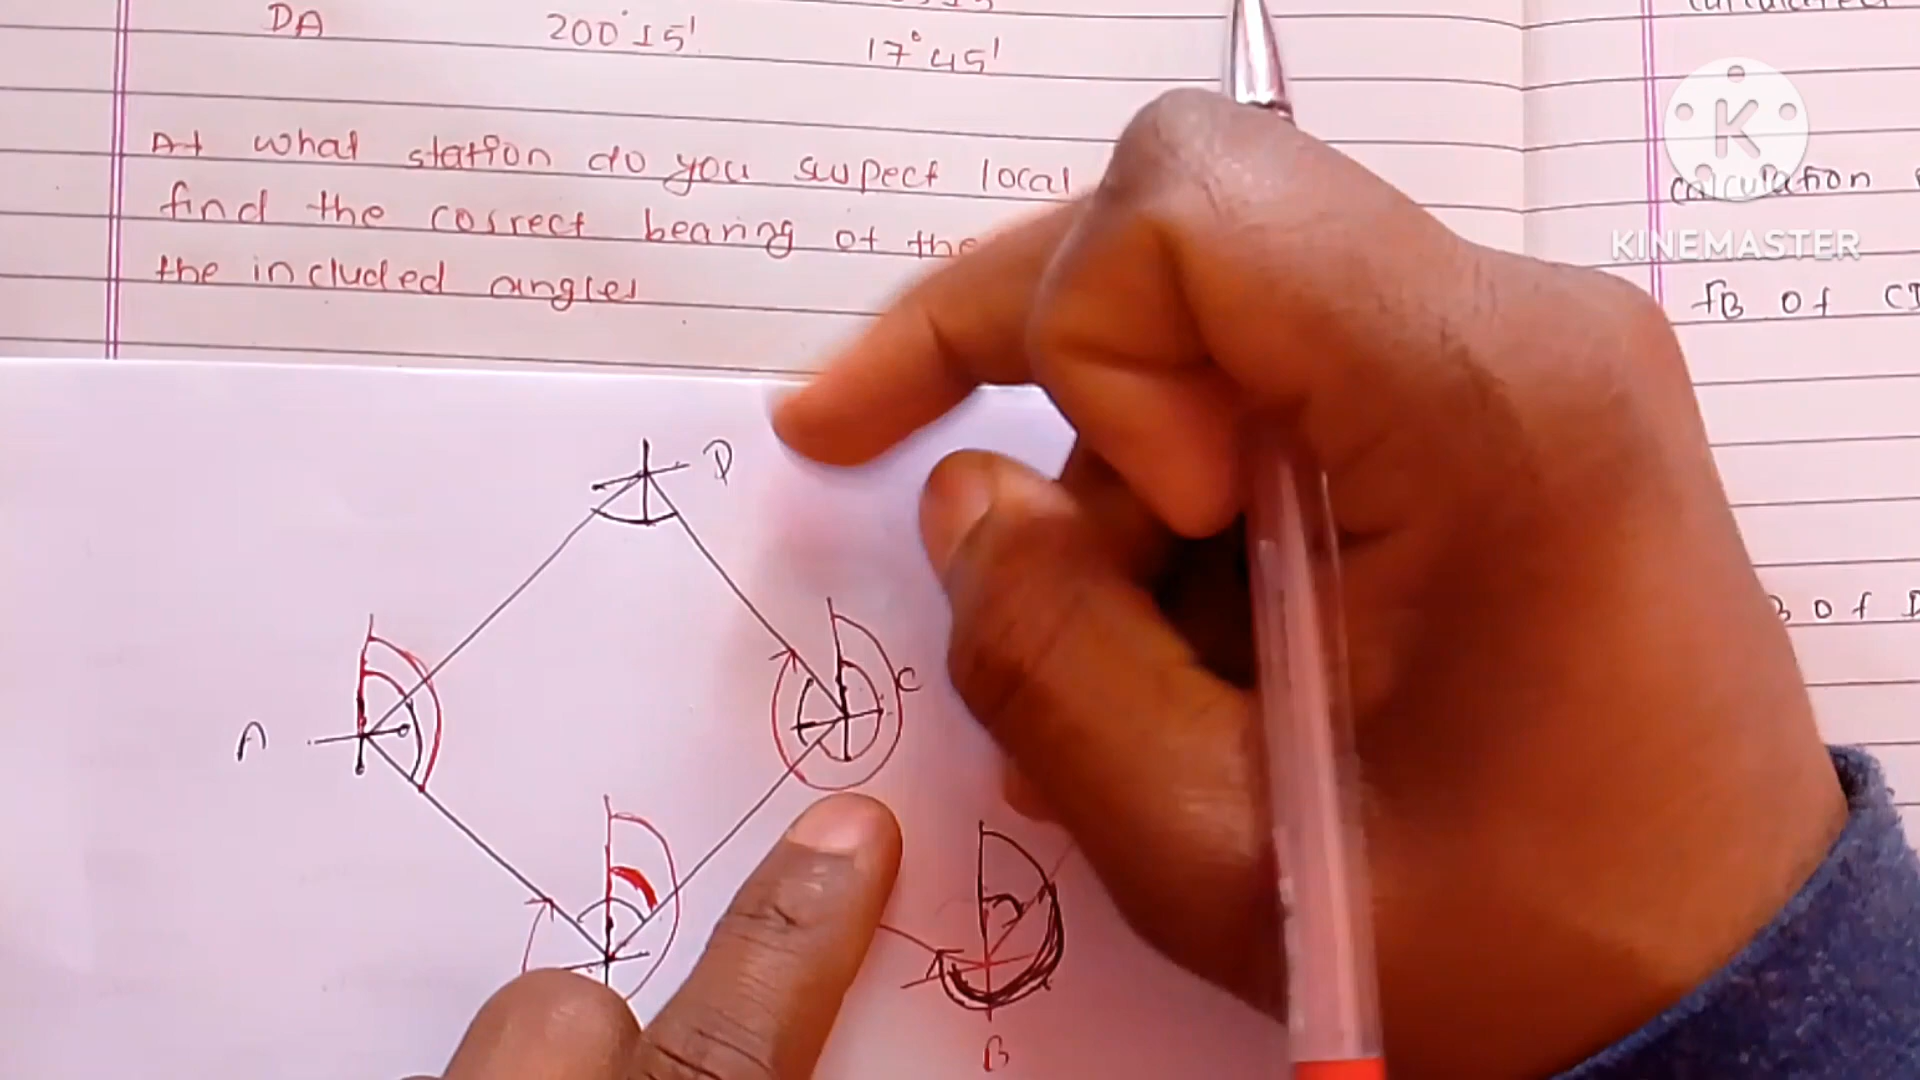 DA 200°15' 17°45'
At what station do you suspect local
find the correct bearing of the
the included angles
calculation
fB Of
Of
D
A
C
B
K
KINEMASTER